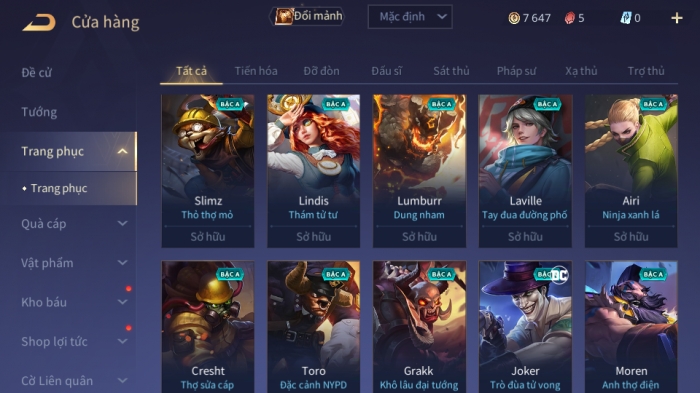 Cửa hàng
Đổi mảnh
Mặc định
7 647
5
0
Đề cử
Tướng
Trang phục
Trang phục
Quà cáp
Vật phẩm
Kho báu
Shop lợi tức
Cờ Liên quân
Tất cả Tiến hóa Đỡ đòn Đấu sĩ Sát thủ Pháp sư Xạ thủ Trợ thủ
BẬC A BẬC A BẬC A BẬC A BẬC A
Slimz Lindis Lumburr Laville Airi
Thỏ thợ mỏ Thám tử tư Dung nham Tay đua đường phố Ninja xanh lá
Sở hữu Sở hữu Sở hữu Sở hữu Sở hữu
BẬC A BẬC A BẬC A BẬC DC BẬC A
Cresht Toro Grakk Joker Moren
Thợ sửa cáp Đặc cảnh NYPD Khô lâu đại tướng Trò đùa tử vong Anh thợ điện